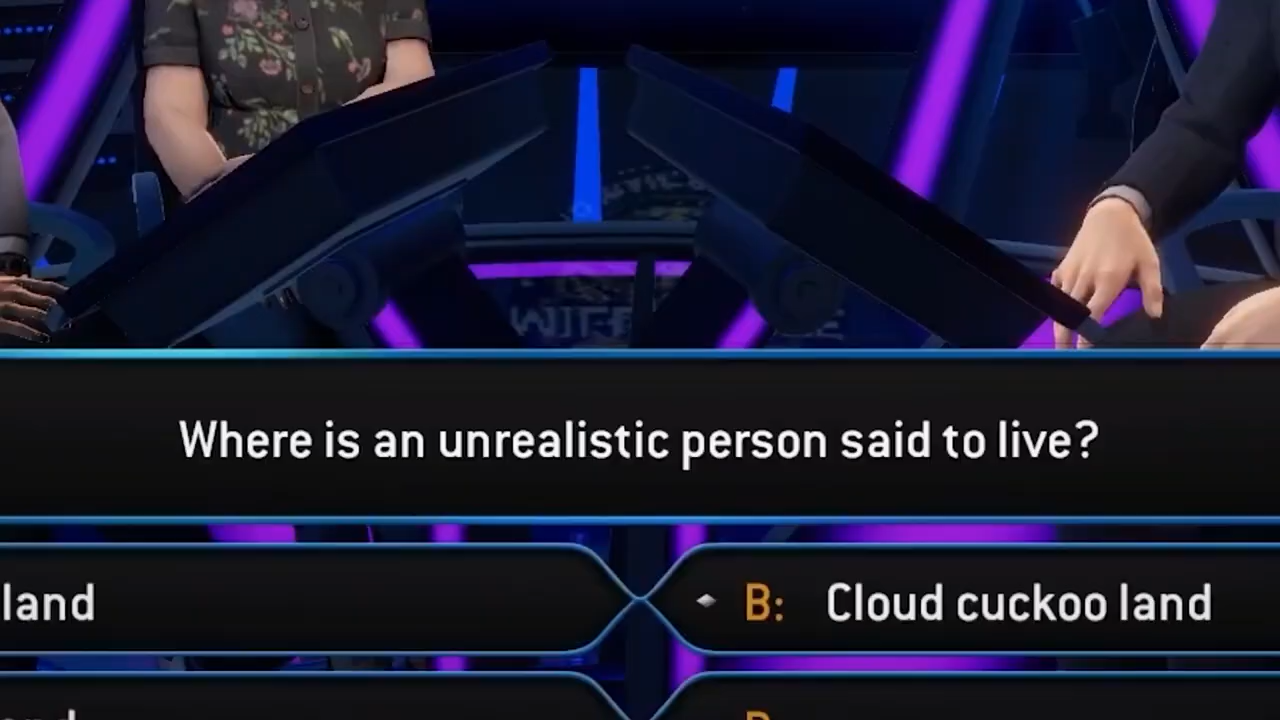 Where is an unrealistic person said to live?
land
B: Cloud cuckoo land